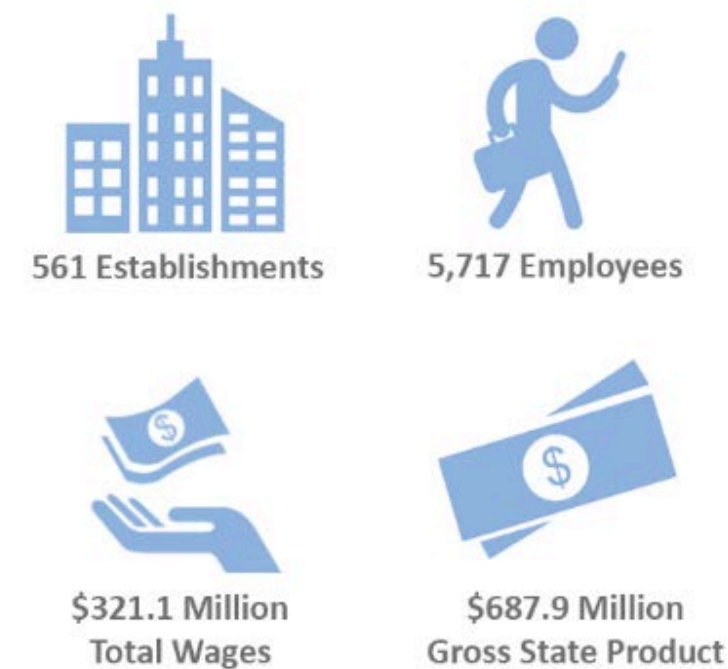 561 Establishments
5,717 Employees
$
$321.1 Million
Total Wages
$
$687.9 Million
Gross State Product